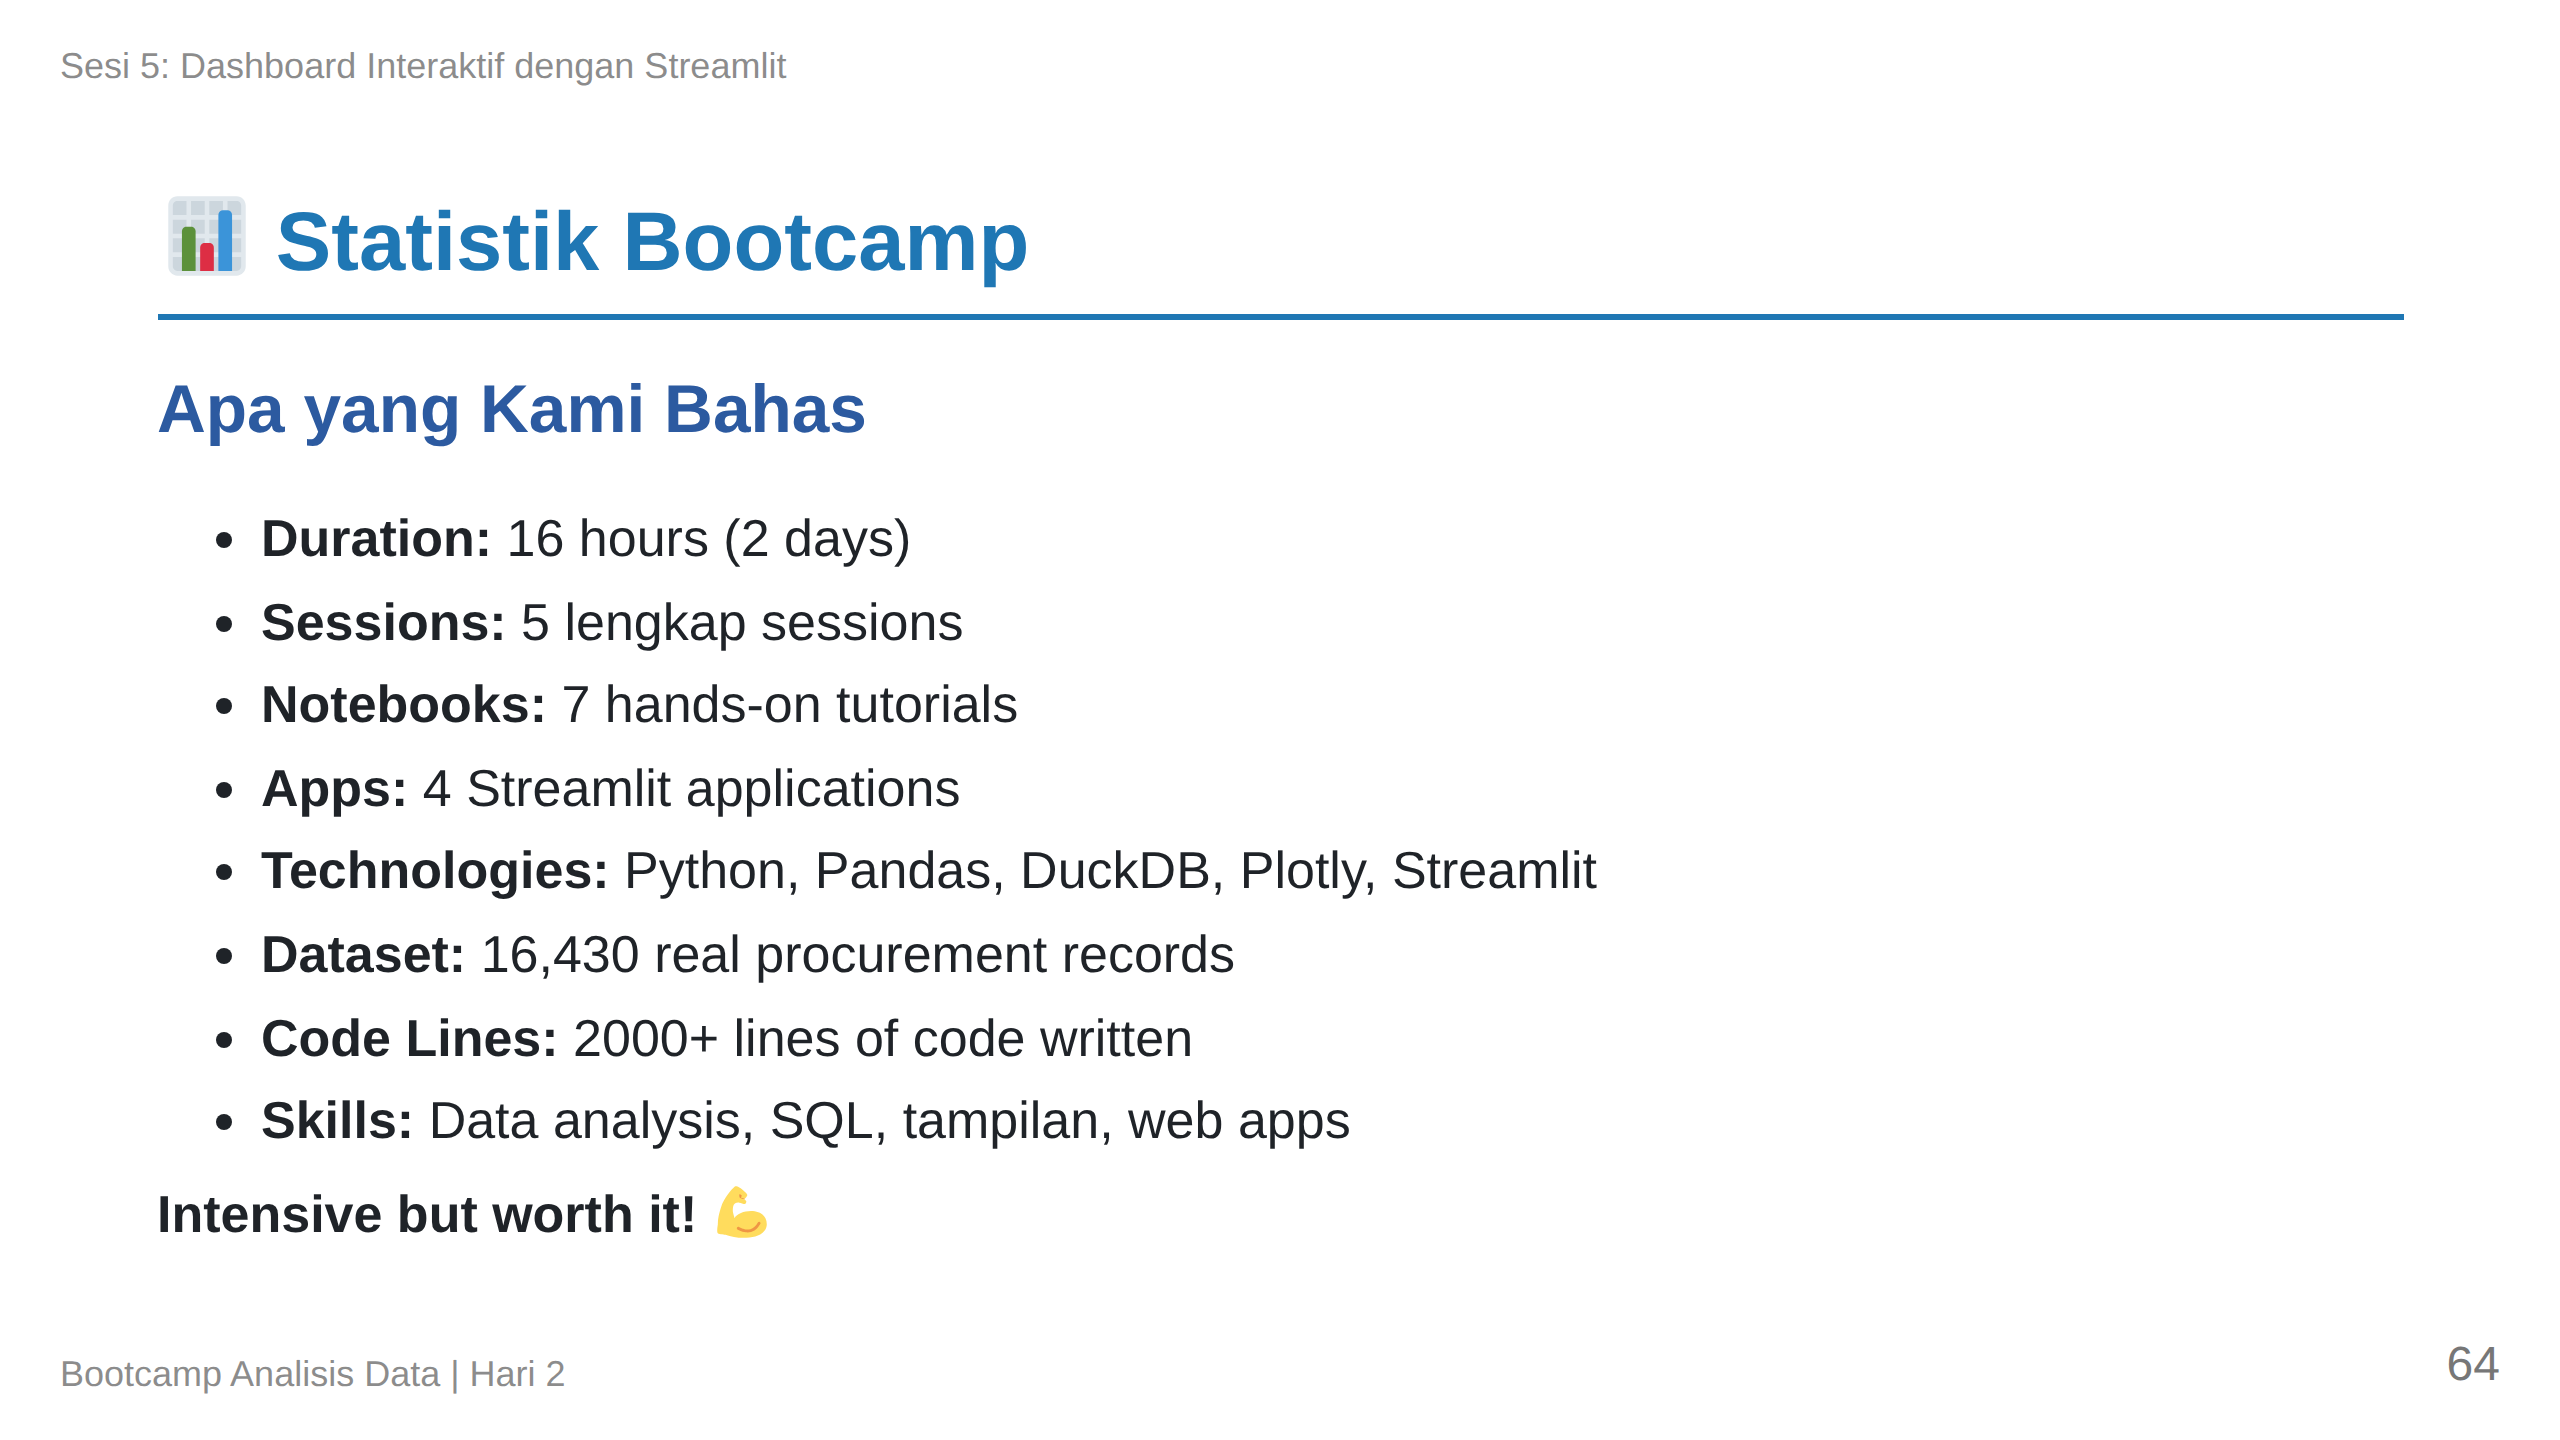 Sesi 5: Dashboard Interaktif dengan Streamlit
📊 Statistik Bootcamp
Apa yang Kami Bahas
• Duration: 16 hours (2 days)
• Sessions: 5 lengkap sessions
• Notebooks: 7 hands-on tutorials
• Apps: 4 Streamlit applications
• Technologies: Python, Pandas, DuckDB, Plotly, Streamlit
• Dataset: 16,430 real procurement records
• Code Lines: 2000+ lines of code written
• Skills: Data analysis, SQL, tampilan, web apps
Intensive but worth it! 💪
Bootcamp Analisis Data | Hari 2
64